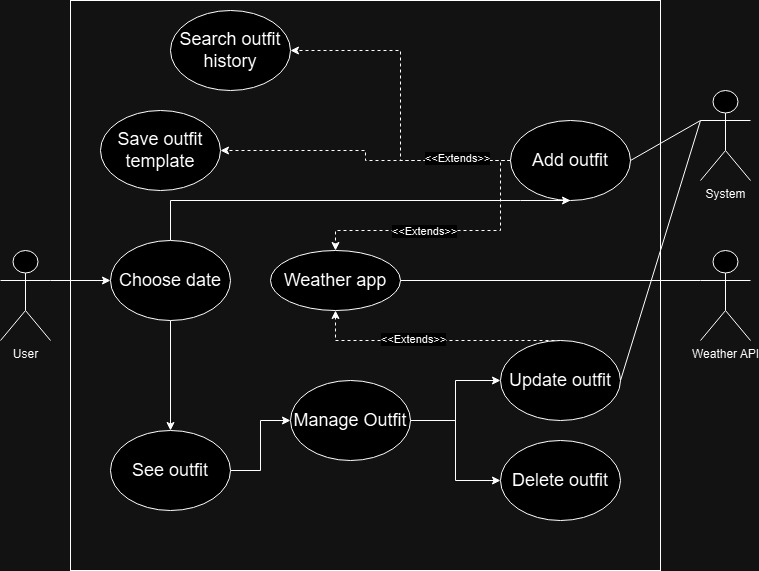 Search outfit
history
Save outfit
template
<<Extends>>
Add outfit
System
<<Extends>>
Choose date
Weather app
User
Weather API
<<Extends>>
Update outfit
Manage Outfit
See outfit
Delete outfit